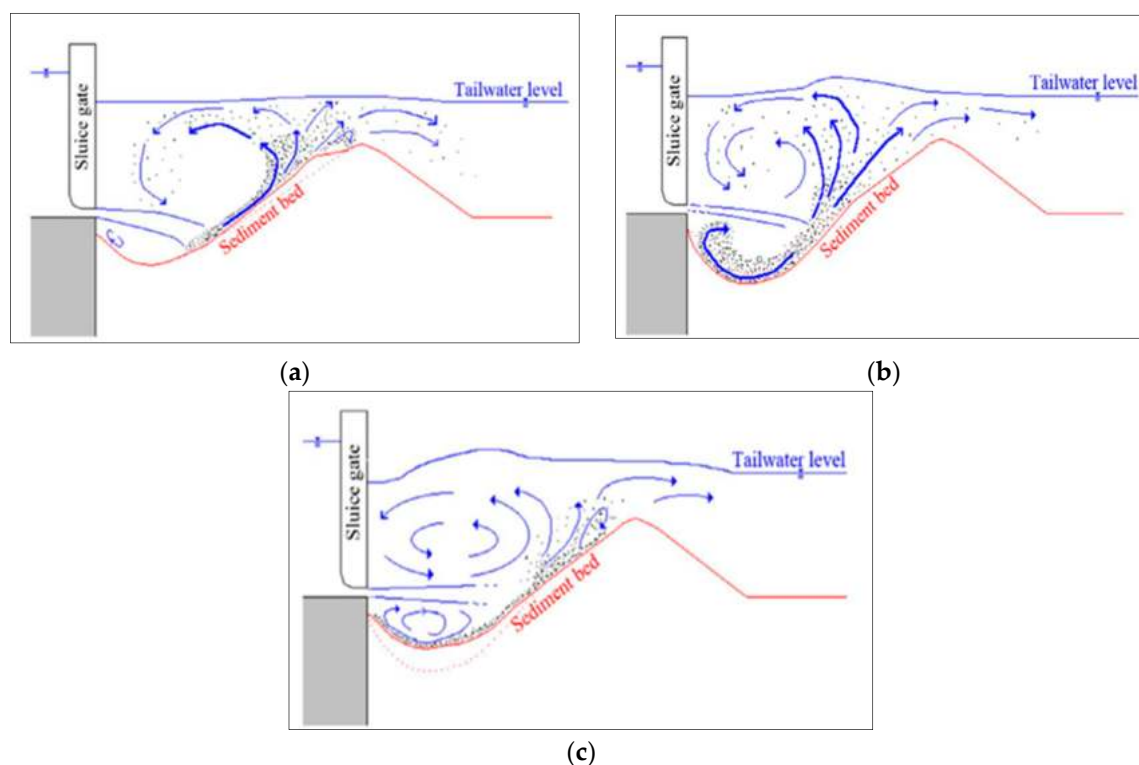 Sluice gate
Tailwater level
Sediment bed
(a)
Sluice gate
Tailwater level
Sediment bed
(b)
Sluice gate
Tailwater level
Sediment bed
(c)